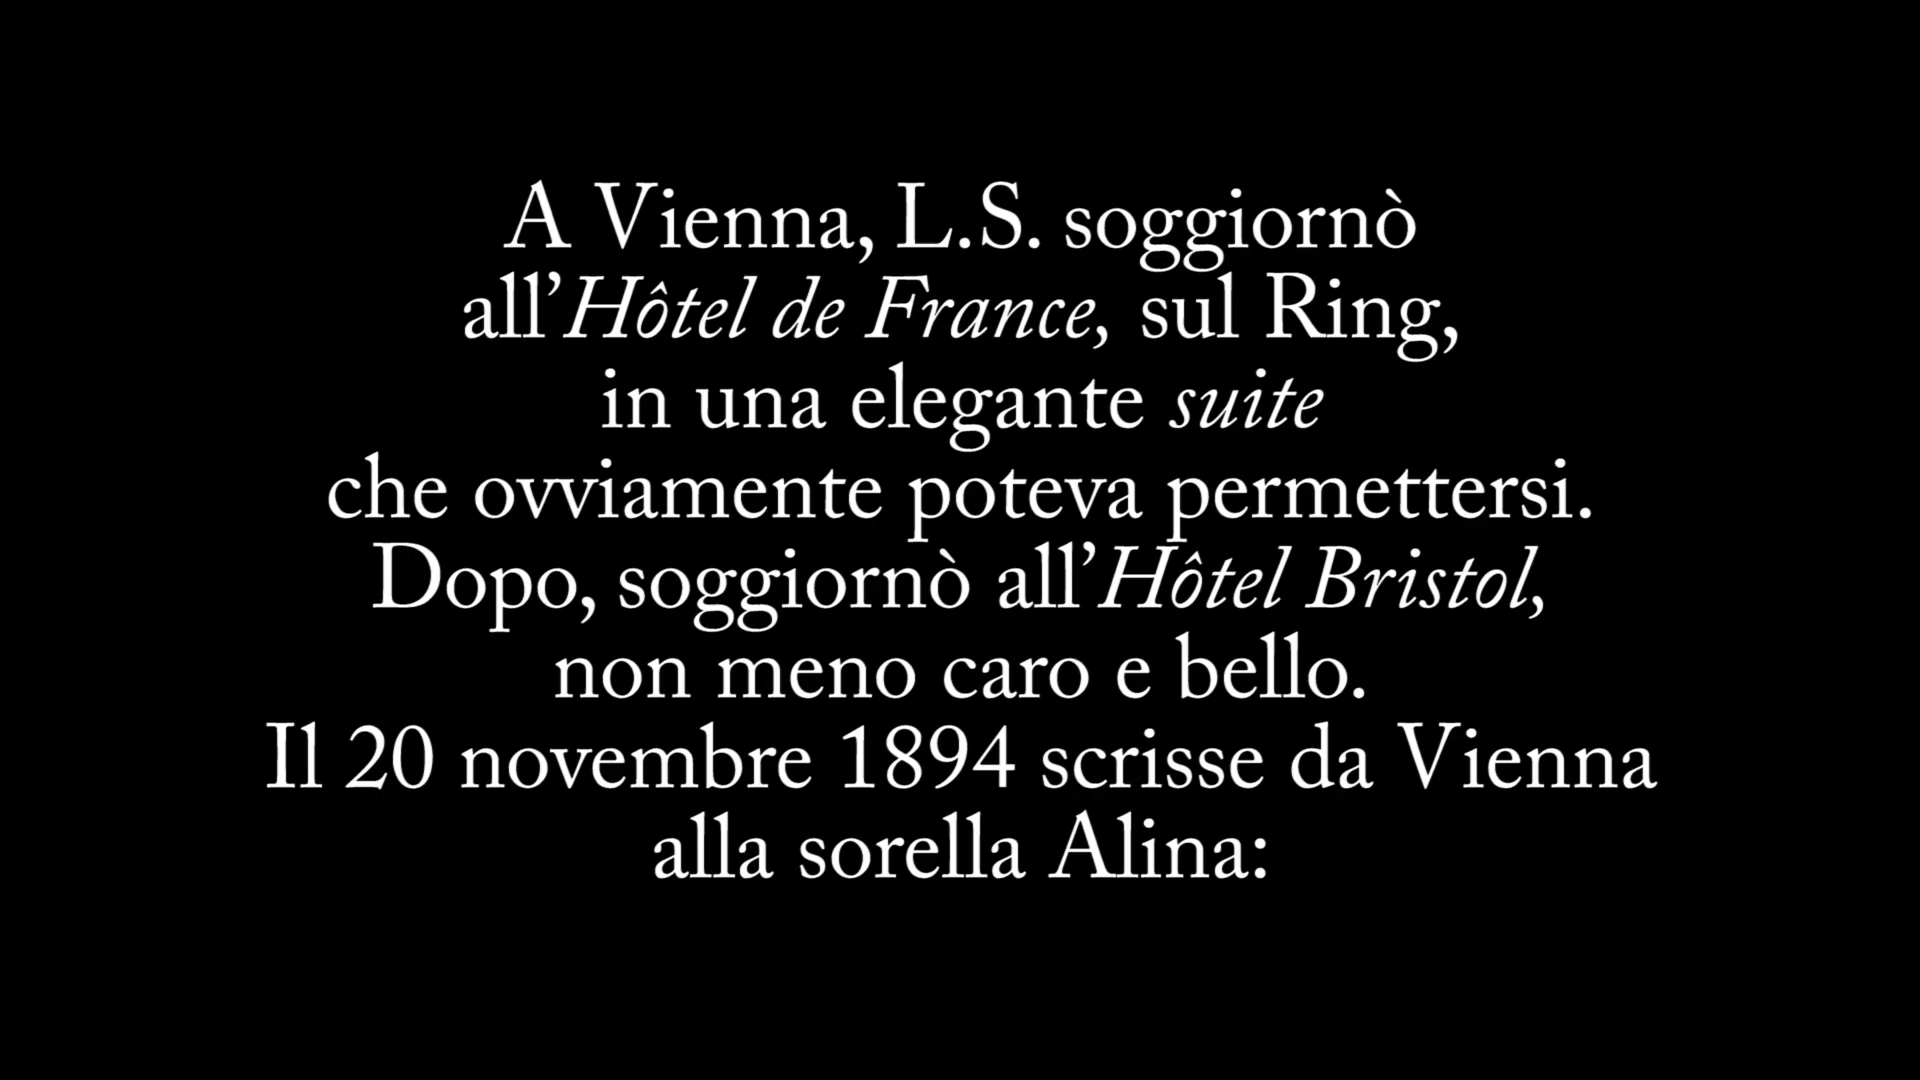 A Vienna, L.S. soggiornò
all’Hôtel de France, sul Ring,
in una elegante suite
che ovviamente poteva permettersi.
Dopo, soggiornò all’Hôtel Bristol,
non meno caro e bello.
Il 20 novembre 1894 scrisse da Vienna
alla sorella Alina: